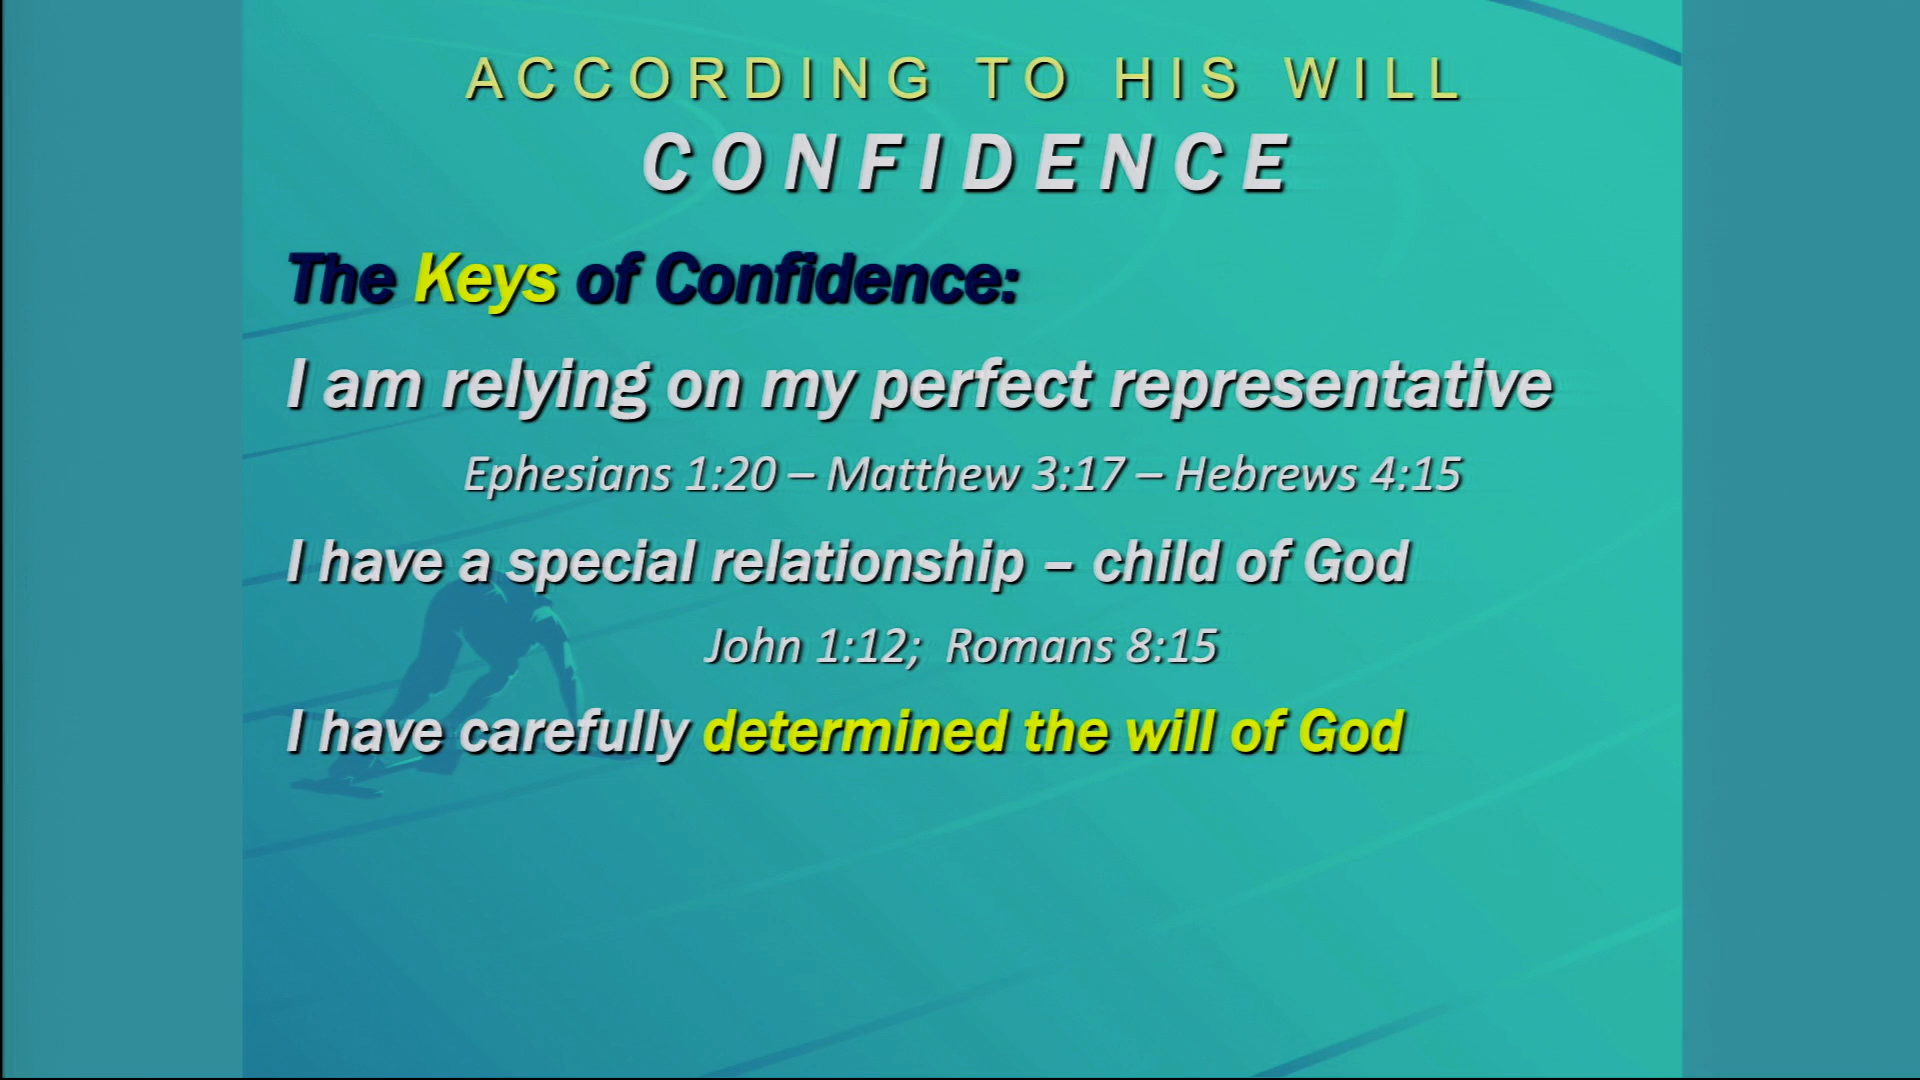 ACCORDING TO HIS WILL
CONFIDENCE
The Keys of Confidence:
I am relying on my perfect representative
Ephesians 1:20 – Matthew 3:17 – Hebrews 4:15
I have a special relationship – child of God
John 1:12; Romans 8:15
I have carefully determined the will of God